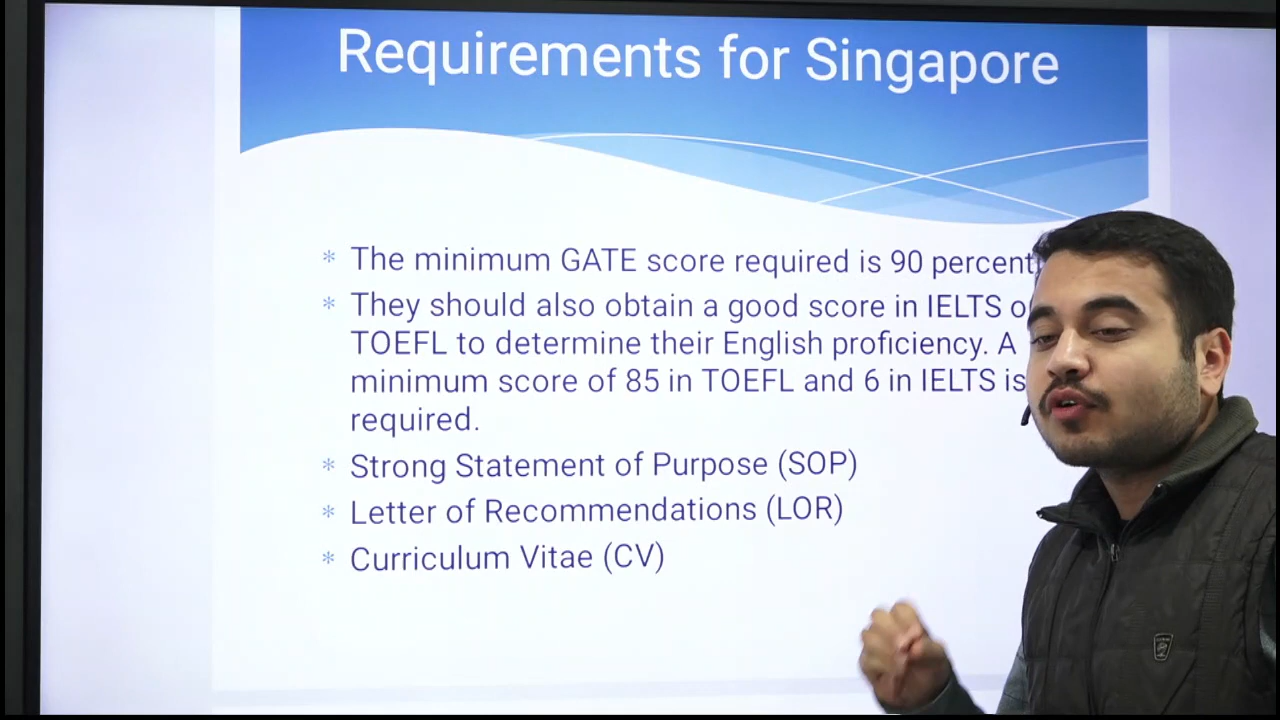 Requirements for Singapore
* The minimum GATE score required is 90
* They should also obtain a good score in IELTS
TOEFL to determine their English proficiency. A
minimum score of 85 in TOEFL and 6 in IELTS is
required.
* Strong Statement of Purpose (SOP)
* Letter of Recommendations (LOR)
* Curriculum Vitae (CV)